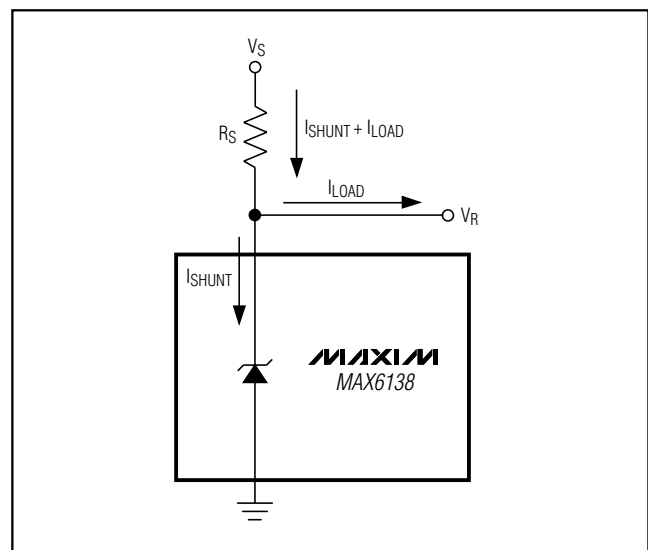 VS
RS
ISHUNT + ILOAD
ILOAD
VR
ISHUNT
MAXIM
MAX6138